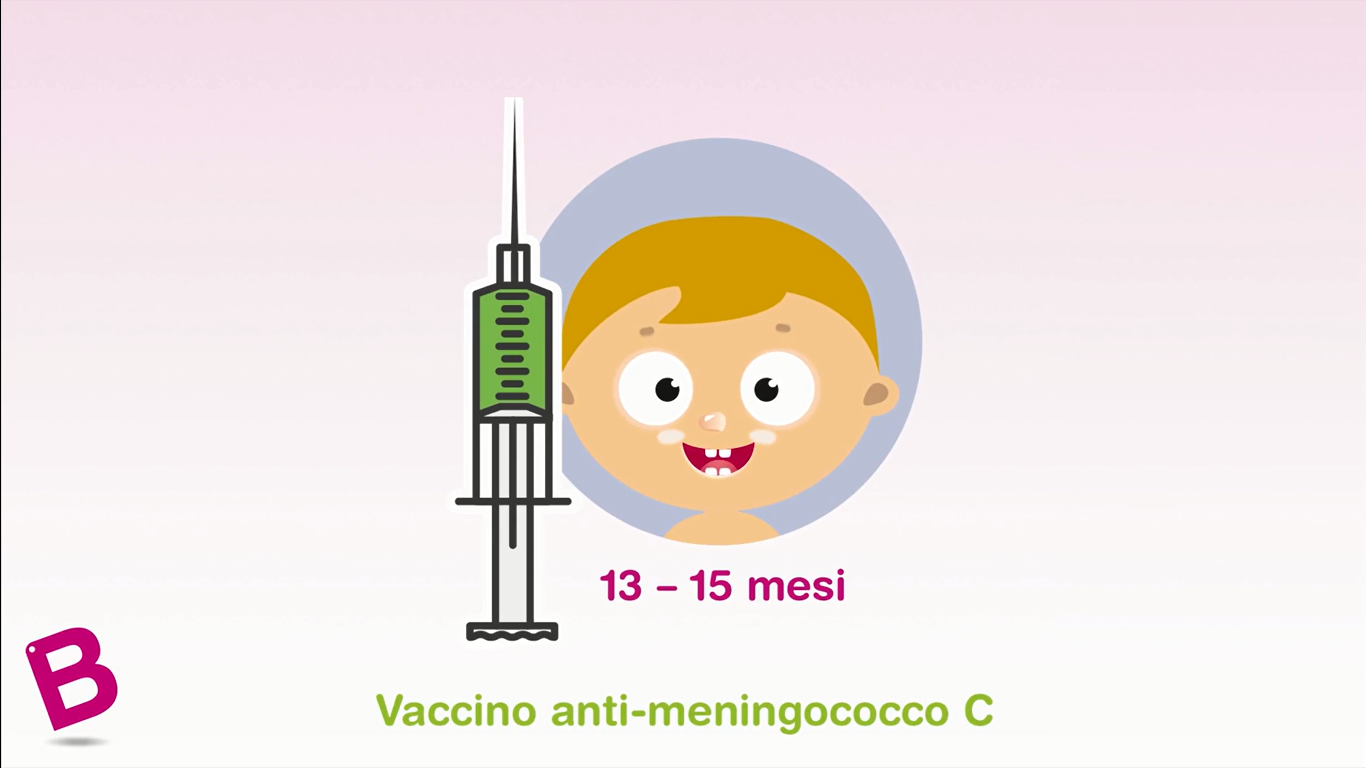 13 – 15 mesi
B
Vaccino anti-meningococco C